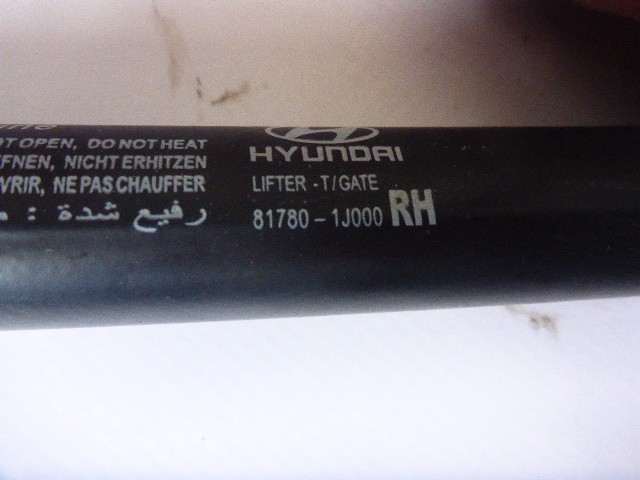 OT OPEN, DO NOT HEAT
FFNEN, NICHT ERHITZEN
VRIR, NE PAS CHAUFFER
رفيع شدة :
HYUNDAI
LIFTER -T/GATE
81780-1J000 RH